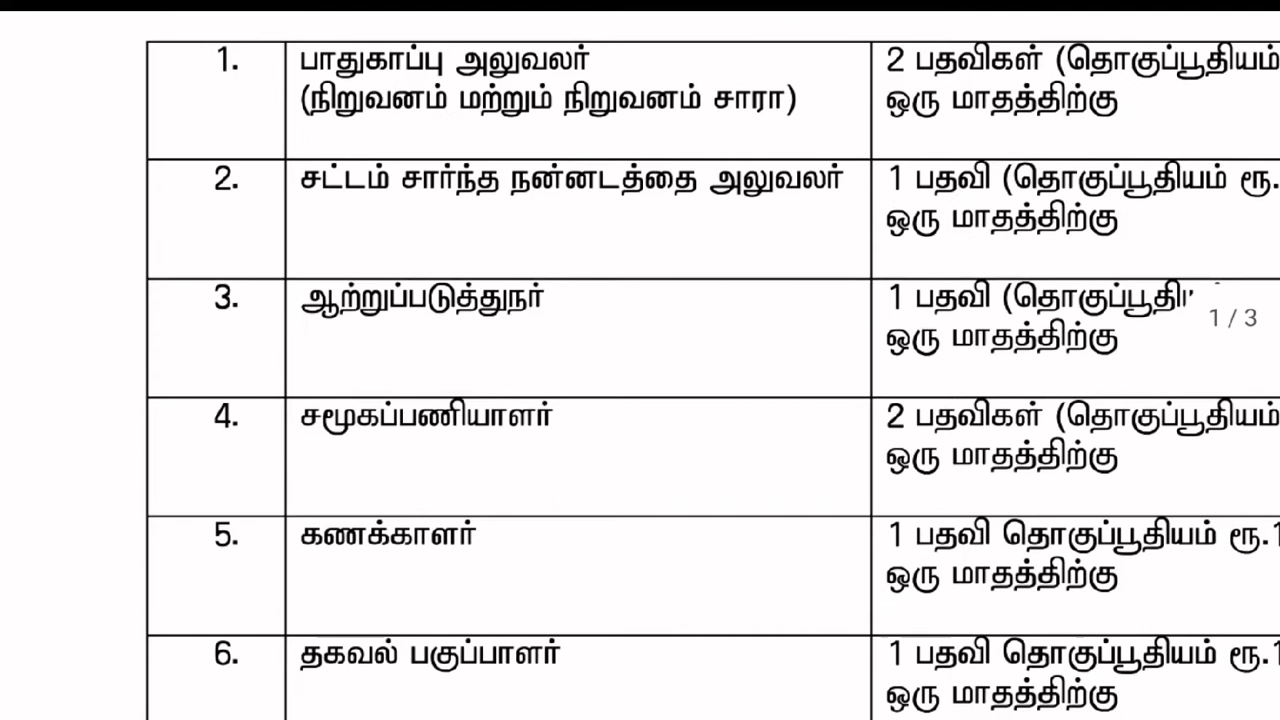 1. பாதுகாப்பு அலுவலர் 2 பதவிகள் (தொகுப்பூதியம்
(நிறுவனம் மற்றும் நிறுவனம் சாரா) ஒரு மாதத்திற்கு
2. சட்டம் சார்ந்த நன்னடத்தை அலுவலர் 1 பதவி (தொகுப்பூதியம் ரூ.
ஒரு மாதத்திற்கு
3. ஆற்றுப்படுத்துநர் 1 பதவி
1 / 3
ஒரு மாதத்திற்கு
4. சமூகப்பணியாளர் 2 பதவிகள் (தொகுப்பூதியம்
ஒரு மாதத்திற்கு
5. கணக்காளர் 1 பதவி தொகுப்பூதியம் ரூ.1
ஒரு மாதத்திற்கு
6. தகவல் பகுப்பாளர் 1 பதவி தொகுப்பூதியம் ரூ.1
ஒரு மாதத்திற்கு